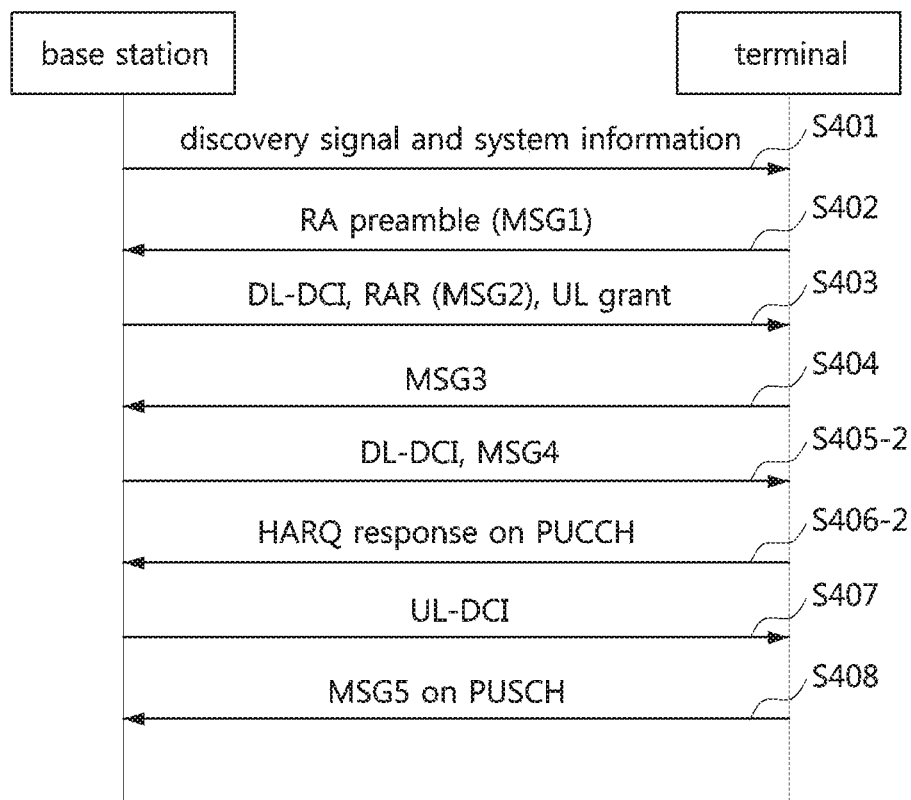 base station
terminal
discovery signal and system information
S401
RA preamble (MSG1)
S402
DL-DCI, RAR (MSG2), UL grant
S403
MSG3
S404
DL-DCI, MSG4
S405-2
HARQ response on PUCCH
S406-2
UL-DCI
S407
MSG5 on PUSCH
S408